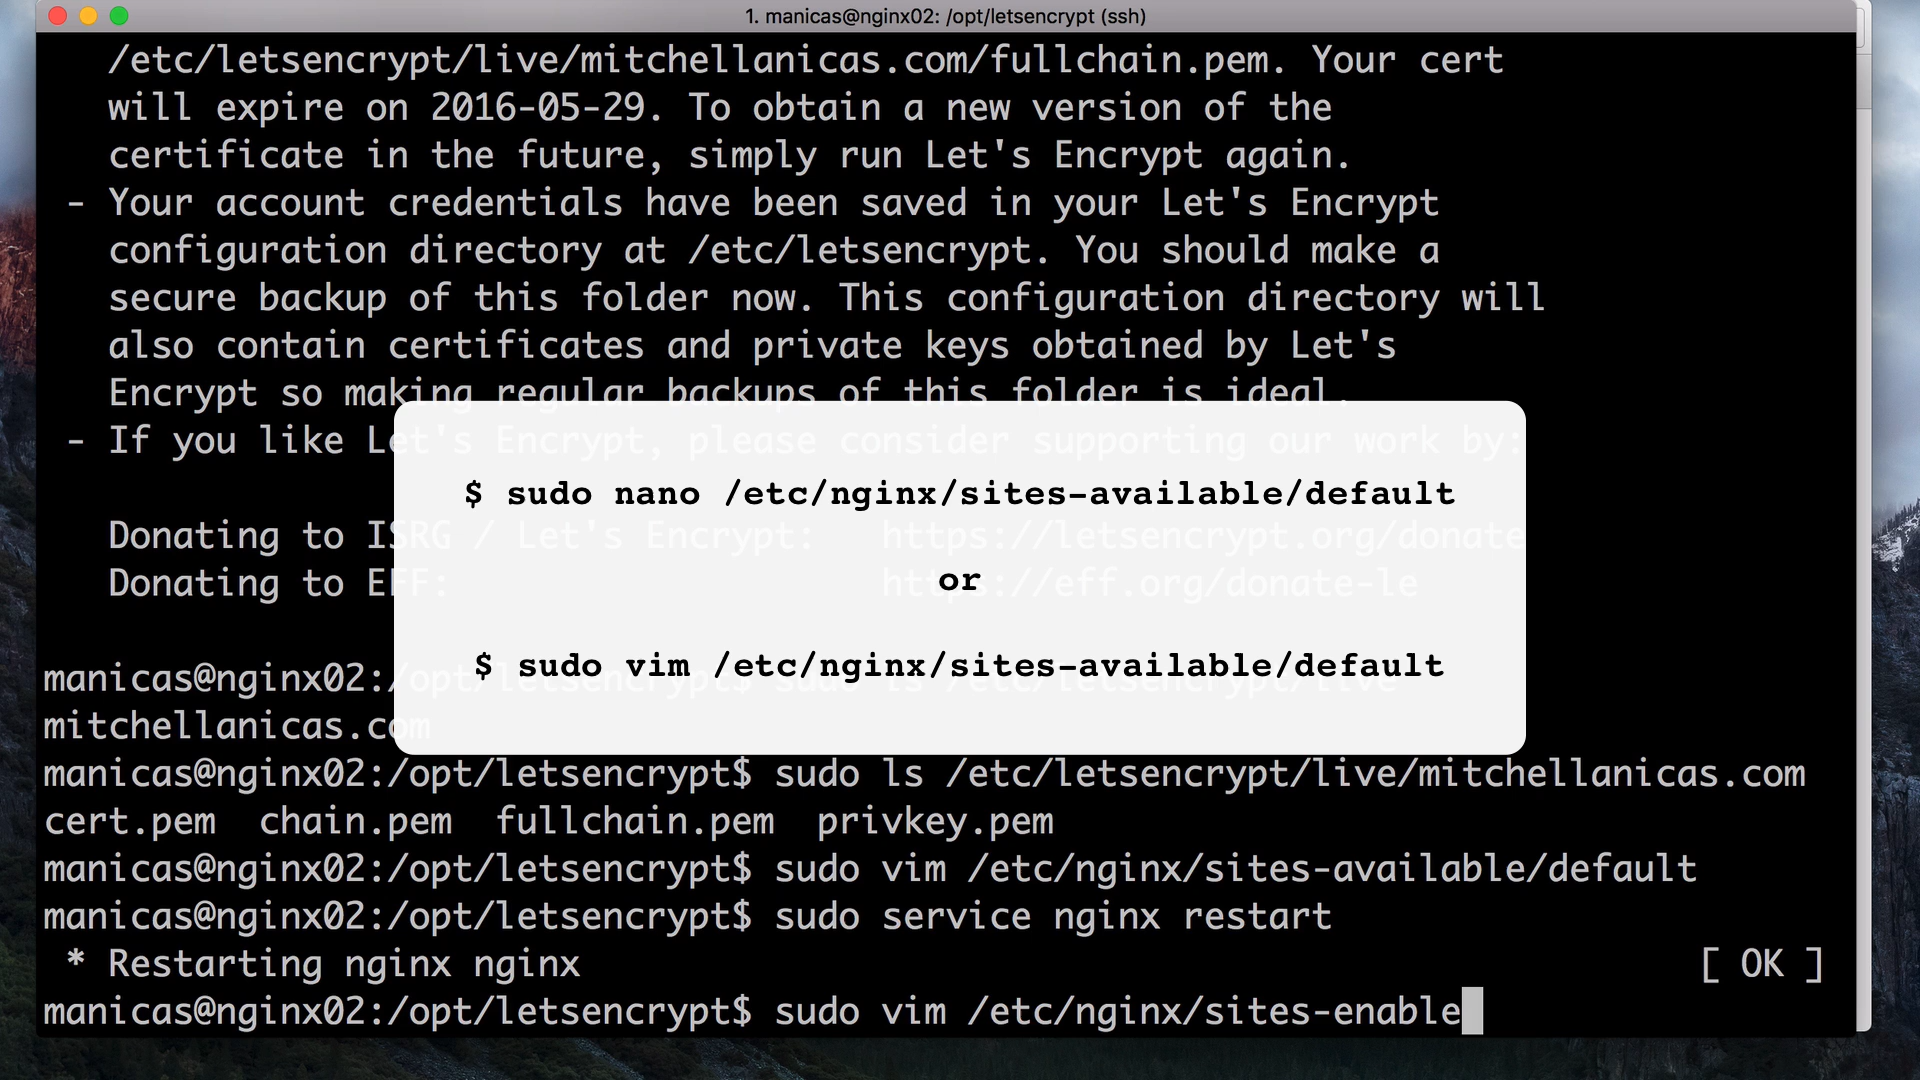 1. manicas@nginx02: /opt/letsencrypt (ssh)
/etc/letsencrypt/live/mitchellanicas.com/fullchain.pem. Your cert
will expire on 2016-05-29. To obtain a new version of the
certificate in the future, simply run Let's Encrypt again.
- Your account credentials have been saved in your Let's Encrypt
configuration directory at /etc/letsencrypt. You should make a
secure backup of this folder now. This configuration directory will
also contain certificates and private keys obtained by Let's
Encrypt so making regular backups of this folder is ideal.
- If you like Let's Encrypt, please consider supporting our work by:
$ sudo nano /etc/nginx/sites-available/default
Donating to ISRG / Let's Encrypt: https://letsencrypt.org/donate
or
Donating to EFF: https://eff.org/donate-le
$ sudo vim /etc/nginx/sites-available/default
manicas@nginx02:/opt/letsencrypt$ sudo ls /etc/letsencrypt/live
mitchellanicas.com
manicas@nginx02:/opt/letsencrypt$ sudo ls /etc/letsencrypt/live/mitchellanicas.com
cert.pem chain.pem fullchain.pem privkey.pem
manicas@nginx02:/opt/letsencrypt$ sudo vim /etc/nginx/sites-available/default
manicas@nginx02:/opt/letsencrypt$ sudo service nginx restart
* Restarting nginx nginx [ OK ]
manicas@nginx02:/opt/letsencrypt$ sudo vim /etc/nginx/sites-enable